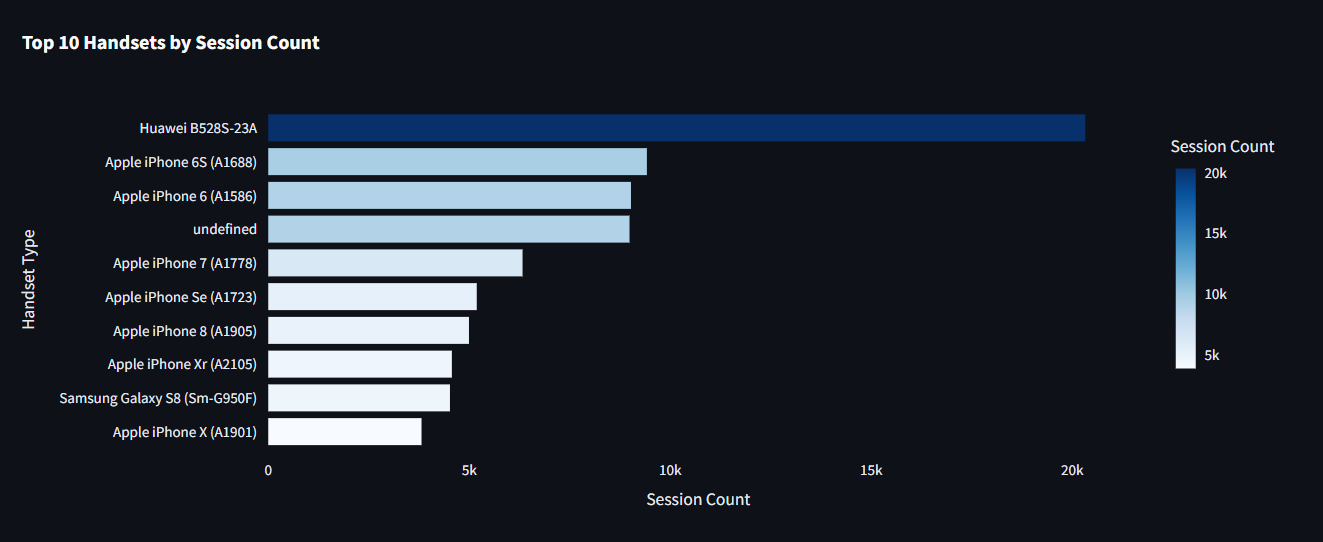 Top 10 Handsets by Session Count
Huawei B528S-23A
Apple iPhone 6S (A1688)
Apple iPhone 6 (A1586)
undefined
Apple iPhone 7 (A1778)
Apple iPhone Se (A1723)
Apple iPhone 8 (A1905)
Apple iPhone Xr (A2105)
Samsung Galaxy S8 (Sm-G950F)
Apple iPhone X (A1901)
Handset Type
0 5k 10k 15k 20k
Session Count
Session Count
20k
15k
10k
5k